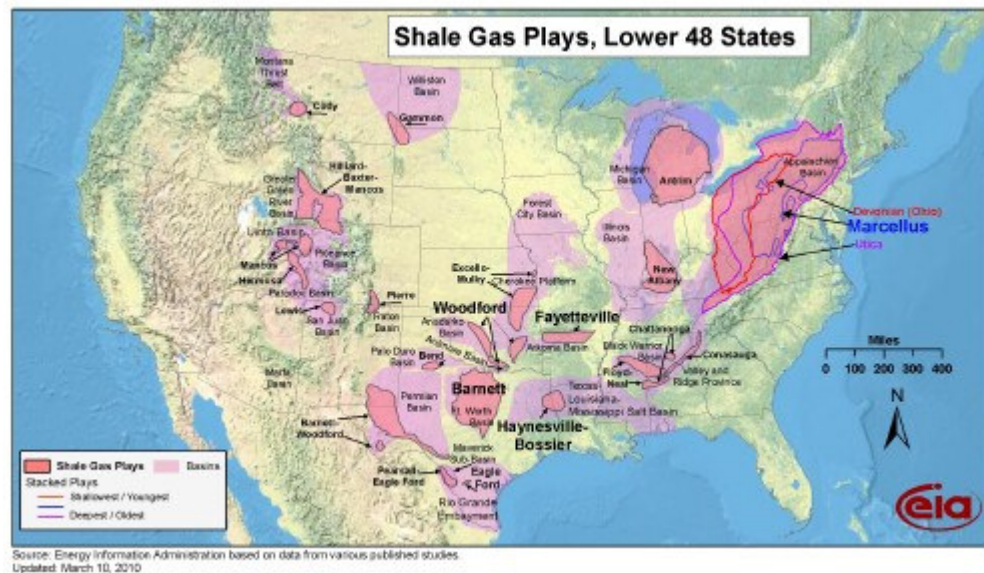 Shale Gas Plays, Lower 48 States
Montana
Thrust
Belt
Cody
Williston
Basin
Gammon
Hilliard-
Baxter-
Mancos
Greater
Green
River
Basin
Uinta Basin
Mancos
Piceance
Basin
Hermosa
Paradox Basin
Lewis
San Juan
Basin
Pierre
Raton
Basin
Michigan
Basin
Antrim
Appalachian
Basin
Devonian (Ohio)
Marcellus
Utica
Forest
City Basin
Illinois
Basin
New
Albany
Excello-
Mulky
Cherokee Platform
Woodford
Anadarko
Basin
Ardmore Basin
Fayetteville
Arkoma Basin
Chattanooga
Black Warrior
Basin
Conasauga
Floyd-
Neal
Valley and
Ridge Province
Palo Duro
Basin
Bend
Marfa
Basin
Permian
Basin
Barnett
Ft. Worth
Basin
Barnett-
Woodford
Texas-
Louisiana-
Mississippi Salt Basin
Haynesville-
Bossier
Maverick
Sub-Basin
Pearsall-
Eagle Ford
Eagle
Ford
Rio Grande
Embayment
Miles
0 100 200 300 400
N
Shale Gas Plays
Basins
Stacked Plays
Shallowest / Youngest
Deepest / Oldest
eia
Source: Energy Information Administration based on data from various published studies.
Updated: March 10, 2010